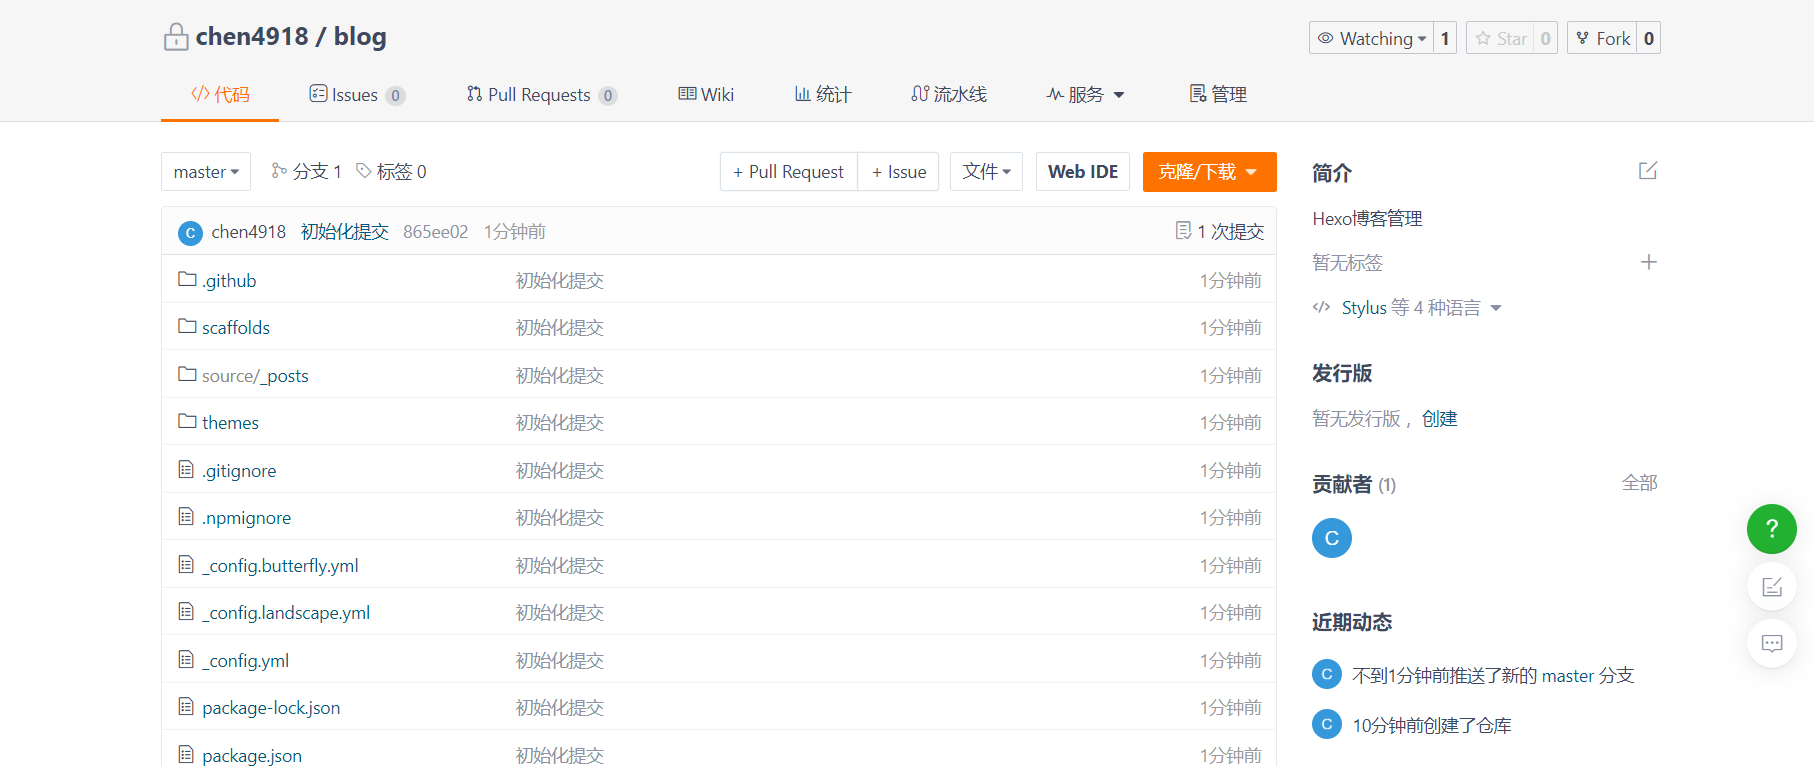 chen4918 / blog
Watching 1 Star 0 Fork 0
代码 Issues 0 Pull Requests 0 Wiki 统计 流水线 服务 管理
master 分支 1 标签 0 + Pull Request + Issue 文件 Web IDE 克隆/下载
C chen4918 初始化提交 865ee02 1分钟前 1 次提交
.github 初始化提交 1分钟前
scaffolds 初始化提交 1分钟前
source/_posts 初始化提交 1分钟前
themes 初始化提交 1分钟前
.gitignore 初始化提交 1分钟前
.npmignore 初始化提交 1分钟前
_config.butterfly.yml 初始化提交 1分钟前
_config.landscape.yml 初始化提交 1分钟前
_config.yml 初始化提交 1分钟前
package-lock.json 初始化提交 1分钟前
package.json 初始化提交 1分钟前
简介
Hexo博客管理
暂无标签
Stylus 等 4 种语言
发行版
暂无发行版，创建
贡献者 (1) 全部
C
近期动态
C 不到1分钟前推送了新的 master 分支
C 10分钟前创建了仓库
?